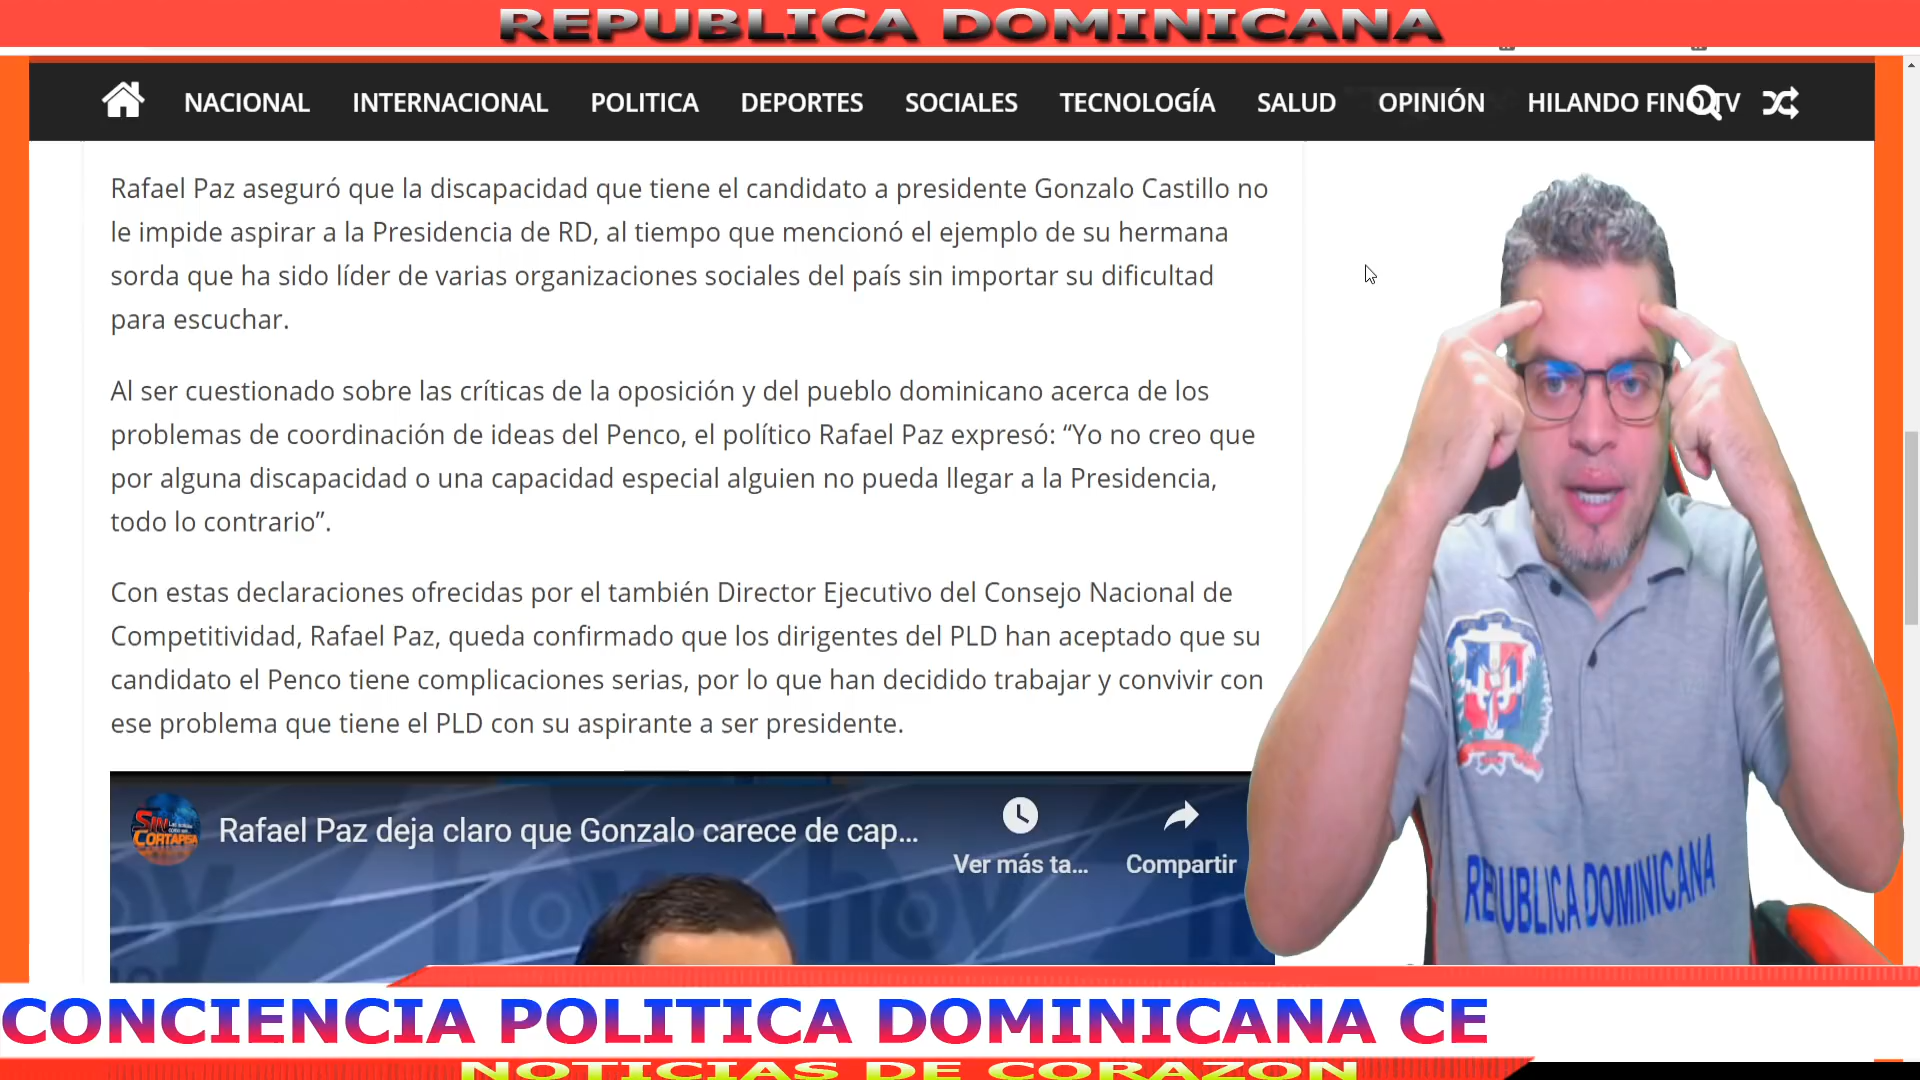 REPUBLICA DOMINICANA
NACIONAL INTERNACIONAL POLITICA DEPORTES SOCIALES TECNOLOGÍA SALUD OPINIÓN HILANDO FINO TV
Rafael Paz aseguró que la discapacidad que tiene el candidato a presidente Gonzalo Castillo no
le impide aspirar a la Presidencia de RD, al tiempo que mencionó el ejemplo de su hermana
sorda que ha sido líder de varias organizaciones sociales del país sin importar su dificultad
para escuchar.
Al ser cuestionado sobre las críticas de la oposición y del pueblo dominicano acerca de los
problemas de coordinación de ideas del Penco, el político Rafael Paz expresó: “Yo no creo que
por alguna discapacidad o una capacidad especial alguien no pueda llegar a la Presidencia,
todo lo contrario”.
Con estas declaraciones ofrecidas por el también Director Ejecutivo del Consejo Nacional de
Competitividad, Rafael Paz, queda confirmado que los dirigentes del PLD han aceptado que su
candidato el Penco tiene complicaciones serias, por lo que han decidido trabajar y convivir con
ese problema que tiene el PLD con su aspirante a ser presidente.
SIN CORTAPISA
Rafael Paz deja claro que Gonzalo carece de cap...
Ver más ta...
Compartir
hoy hoy
REPUBLICA DOMINICANA
CONCIENCIA POLITICA DOMINICANA CE
NOTICIAS DE CORAZON